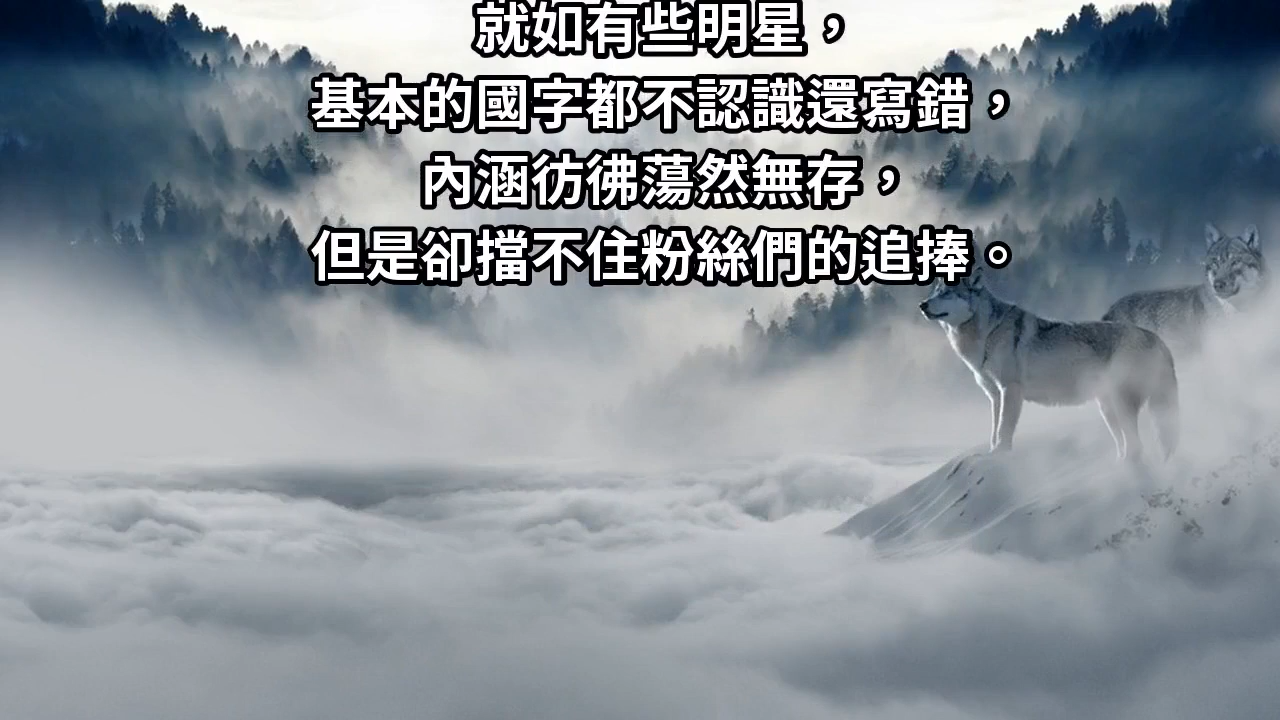 就如有些明星，
基本的國字都不認識還寫錯，
內涵彷彿蕩然無存，
但是卻擋不住粉絲們的追捧。